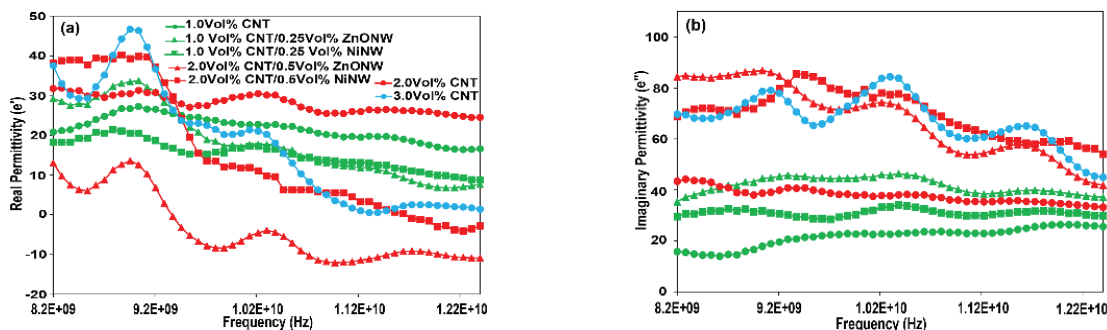 (a)
1.0Vol% CNT
1.0 Vol% CNT/0.25Vol% ZnONW
1.0 Vol% CNT/0.25 Vol% NiNW
2.0Vol% CNT/0.5Vol% ZnONW
2.0Vol% CNT/0.5Vol% NiNW
2.0Vol% CNT
3.0Vol% CNT
Real Permittivity (e')
50
40
30
20
10
0
-10
-20
8.2E+09
9.2E+09
1.02E+10
1.12E+10
1.22E+10
Frequency (Hz)
(b)
Imaginary Permittivity (e")
100
80
60
40
20
0
8.2E+09
9.2E+09
1.02E+10
1.12E+10
1.22E+10
Frequency (Hz)